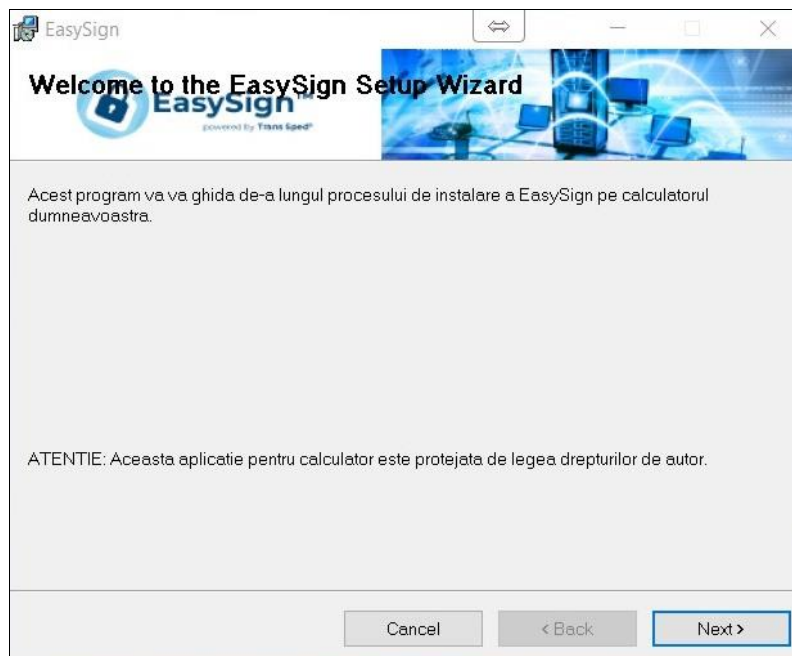 EasySign
Welcome to the EasySign Setup Wizard
EasySign™
powered by Trans Sped®
Acest program va va ghida de-a lungul procesului de instalare a EasySign pe calculatorul
dumneavoastra.
ATENTIE: Aceasta aplicatie pentru calculator este protejata de legea drepturilor de autor.
Cancel
< Back
Next >